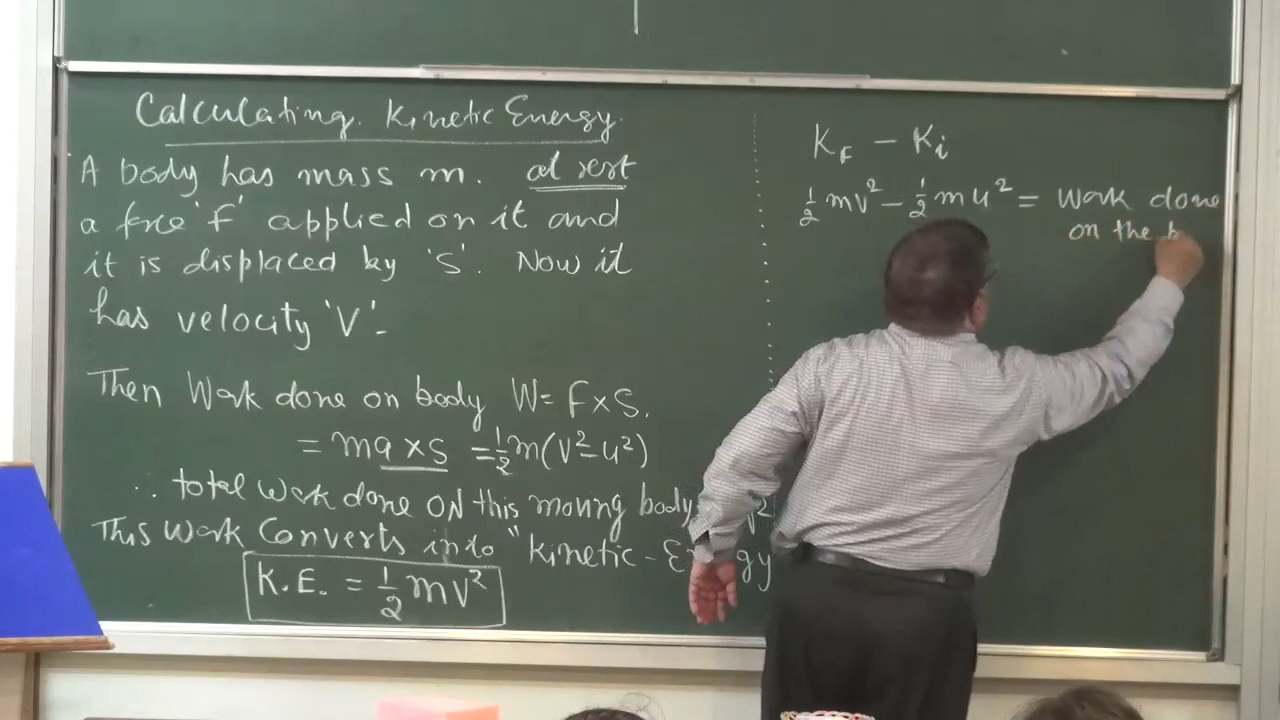 Calculating Kinetic Energy.
A body has mass m. at rest
a force 'F' applied on it and
it is displaced by 'S'. Now it
has velocity 'V'-
Then Work done on body W= F×S.
= ma×s =½m(V²-u²)
∴ total work done ON this moving body
This Work Converts into "Kinetic-Energy
K.E. = ½mv²
K_F - K_i
½mv² - ½mu² = Work done
on the